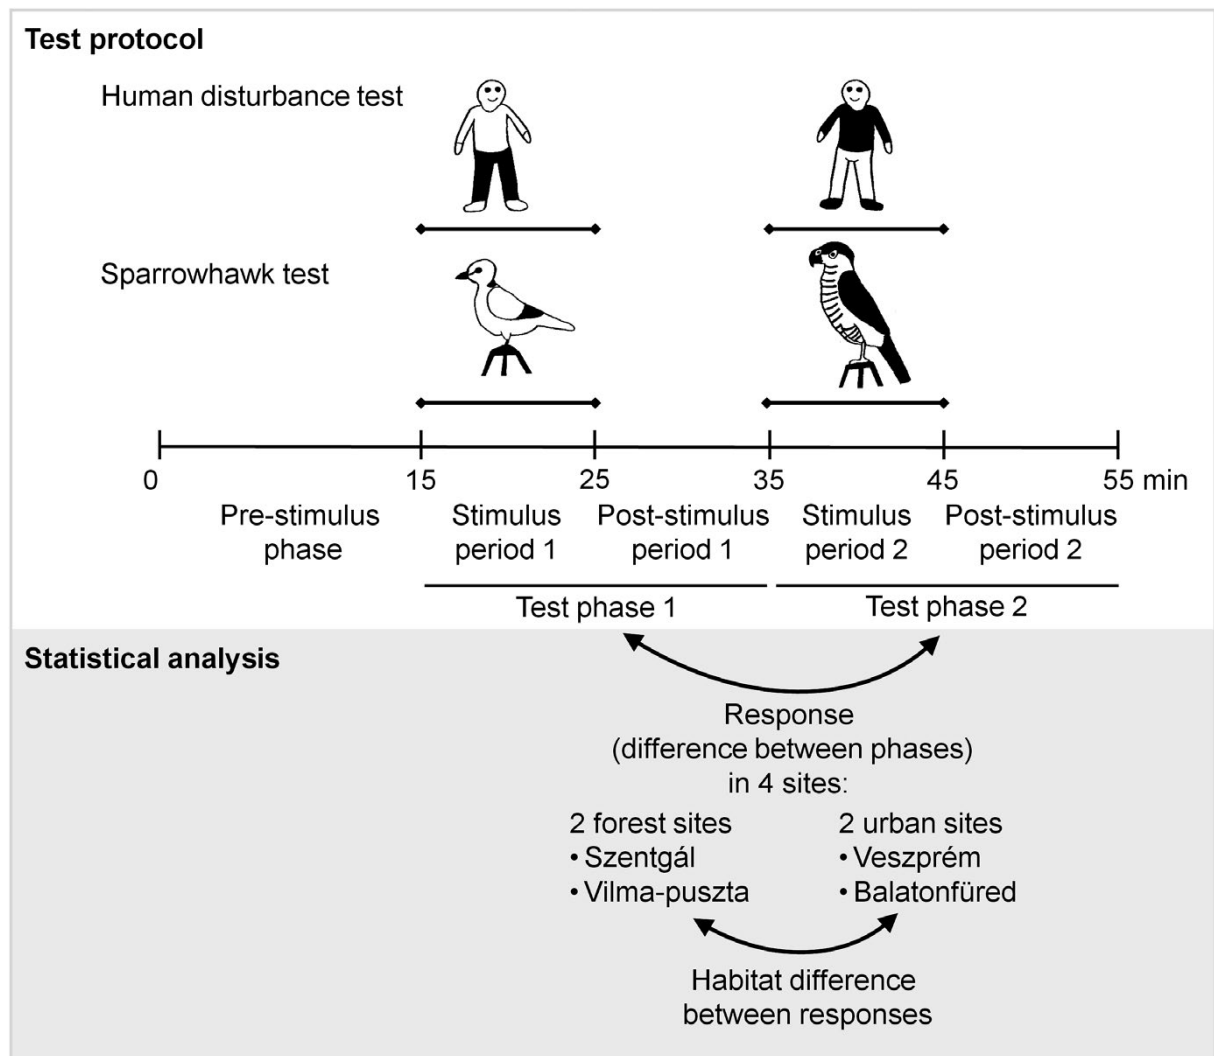 Test protocol
Human disturbance test
Sparrowhawk test
0 15 25 35 45 55 min
Pre-stimulus phase
Stimulus period 1
Post-stimulus period 1
Stimulus period 2
Post-stimulus period 2
Test phase 1
Test phase 2
Statistical analysis
Response
(difference between phases)
in 4 sites:
2 forest sites
• Szentgál
• Vilma-puszta
2 urban sites
• Veszprém
• Balatonfüred
Habitat difference
between responses